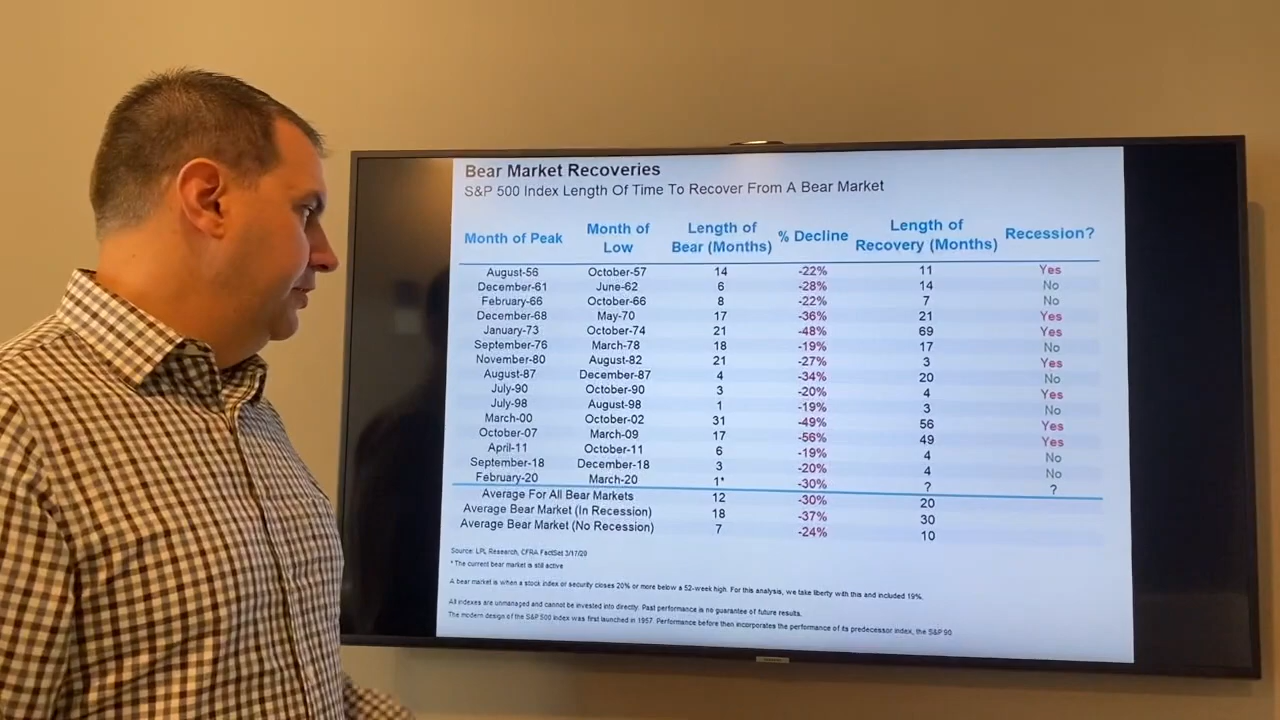 Bear Market Recoveries
S&P 500 Index Length Of Time To Recover From A Bear Market
Month of Peak Month of Low Length of Bear (Months) % Decline Length of Recovery (Months) Recession?
August-56 October-57 14 -22% 11 Yes
December-61 June-62 6 -28% 14 No
February-66 October-66 8 -22% 7 No
December-68 May-70 17 -36% 21 Yes
January-73 October-74 21 -48% 69 Yes
September-76 March-78 18 -19% 17 No
November-80 August-82 21 -27% 3 Yes
August-87 December-87 4 -34% 20 No
July-90 October-90 3 -20% 4 Yes
July-98 August-98 1 -19% 3 No
March-00 October-02 31 -49% 56 Yes
October-07 March-09 17 -56% 49 Yes
April-11 October-11 6 -19% 4 No
September-18 December-18 3 -20% 4 No
February-20 March-20 1* -30% ? ?
Average For All Bear Markets 12 -30% 20
Average Bear Market (In Recession) 18 -37% 30
Average Bear Market (No Recession) 7 -24% 10
Source: LPL Research, CFRA FactSet 3/17/20
* The current bear market is still active
A bear market is when a stock index or security closes 20% or more below a 52-week high. For this analysis, we take liberty with this and included 19%.
All indexes are unmanaged and cannot be invested into directly. Past performance is no guarantee of future results.
The modern design of the S&P 500 Index was first launched in 1957. Performance before then incorporates the performance of its predecessor index, the S&P 90